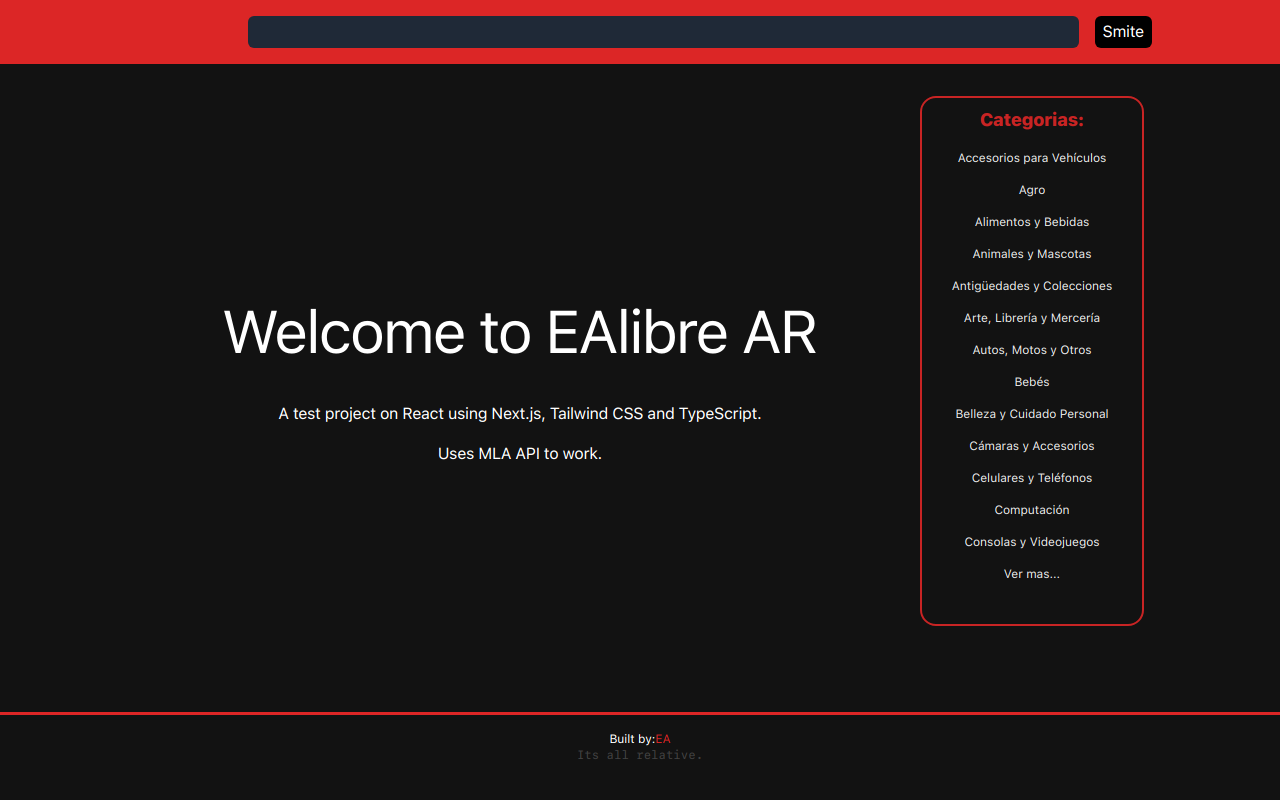 Smite
Welcome to EAlibre AR
A test project on React using Next.js, Tailwind CSS and TypeScript.
Uses MLA API to work.
Categorias:
Accesorios para Vehículos
Agro
Alimentos y Bebidas
Animales y Mascotas
Antigüedades y Colecciones
Arte, Librería y Mercería
Autos, Motos y Otros
Bebés
Belleza y Cuidado Personal
Cámaras y Accesorios
Celulares y Teléfonos
Computación
Consolas y Videojuegos
Ver mas...
Built by:EA
Its all relative.